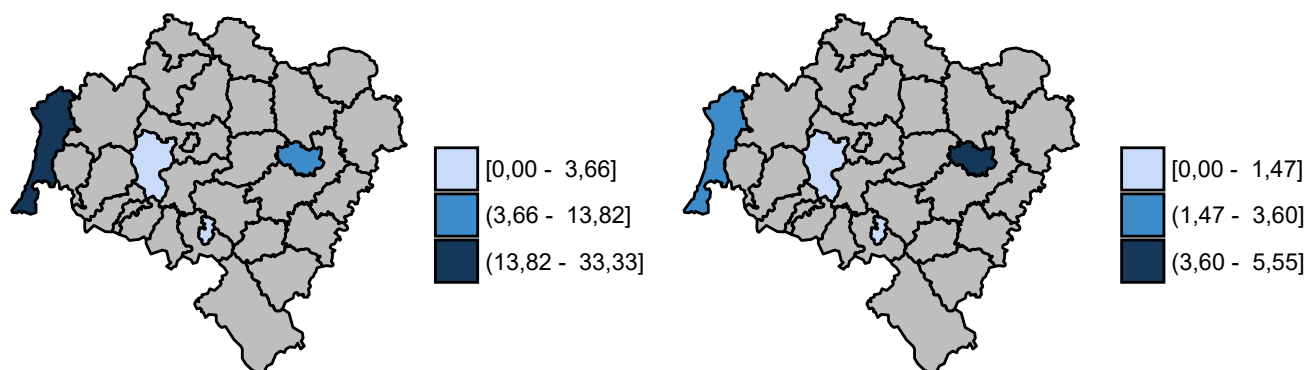 [0,00 - 3,66]
(3,66 - 13,82]
(13,82 - 33,33]
[0,00 - 1,47]
(1,47 - 3,60]
(3,60 - 5,55]